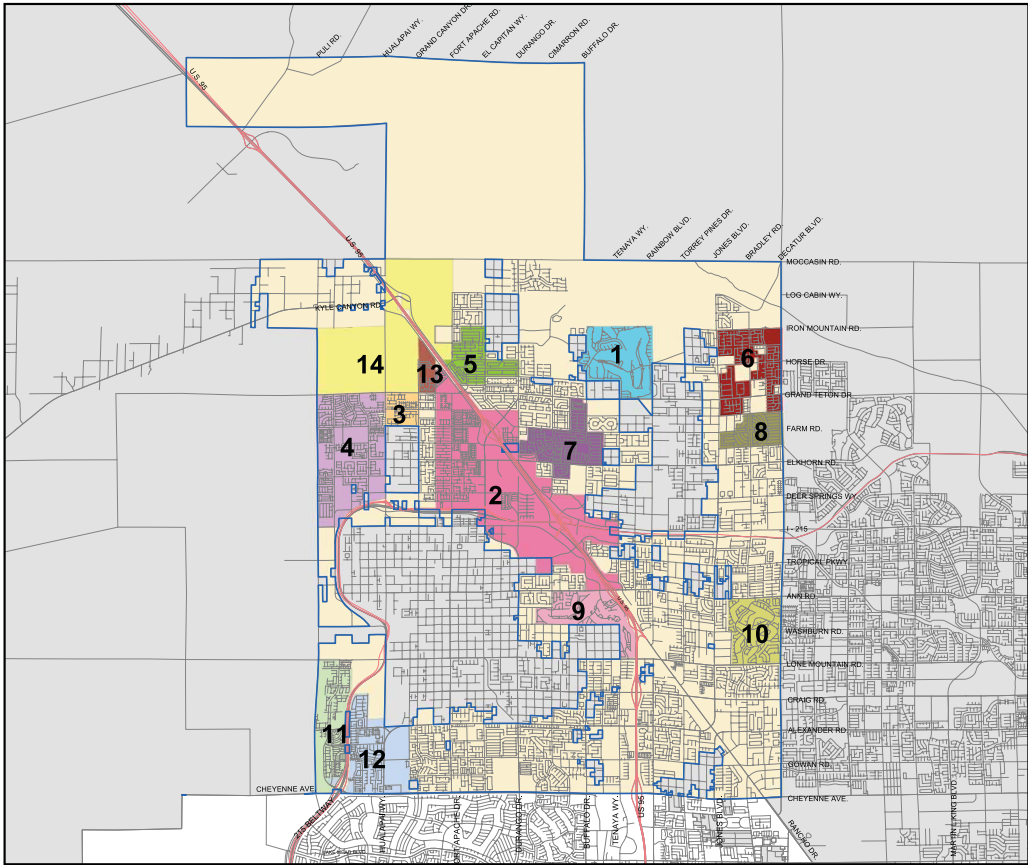 PULI RD.
HUALAPAI WY.
GRAND CANYON DR.
FORT APACHE RD.
EL CAPITAN WY.
DURANGO DR.
CIMARRON RD.
BUFFALO DR.
U.S. 95
U.S. 95
TENAYA WY.
RAINBOW BLVD.
TORREY PINES DR.
JONES BLVD.
BRADLEY RD.
DECATUR BLVD.
MOCCASIN RD.
LOG CABIN WY.
KYLE CANYON RD.
IRON MOUNTAIN RD.
1
6
14
13
5
HORSE DR.
GRAND TETON DR.
3
FARM RD.
8
4
7
ELKHORN RD.
2
DEER SPRINGS WY.
I - 215
TROPICAL PKWY.
ANN RD.
U.S. 95
9
10
WASHBURN RD.
LONE MOUNTAIN RD.
CRAIG RD.
11
ALEXANDER RD.
12
GOWAN RD.
CHEYENNE AVE.
CHEYENNE AVE.
215 BELTWAY
HUALAPAI WY.
FORT APACHE DR.
DURANGO DR.
BUFFALO DR.
TENAYA WY.
US 95
JONES BLVD.
RANCHO DR.
MARTIN L KING BLVD.